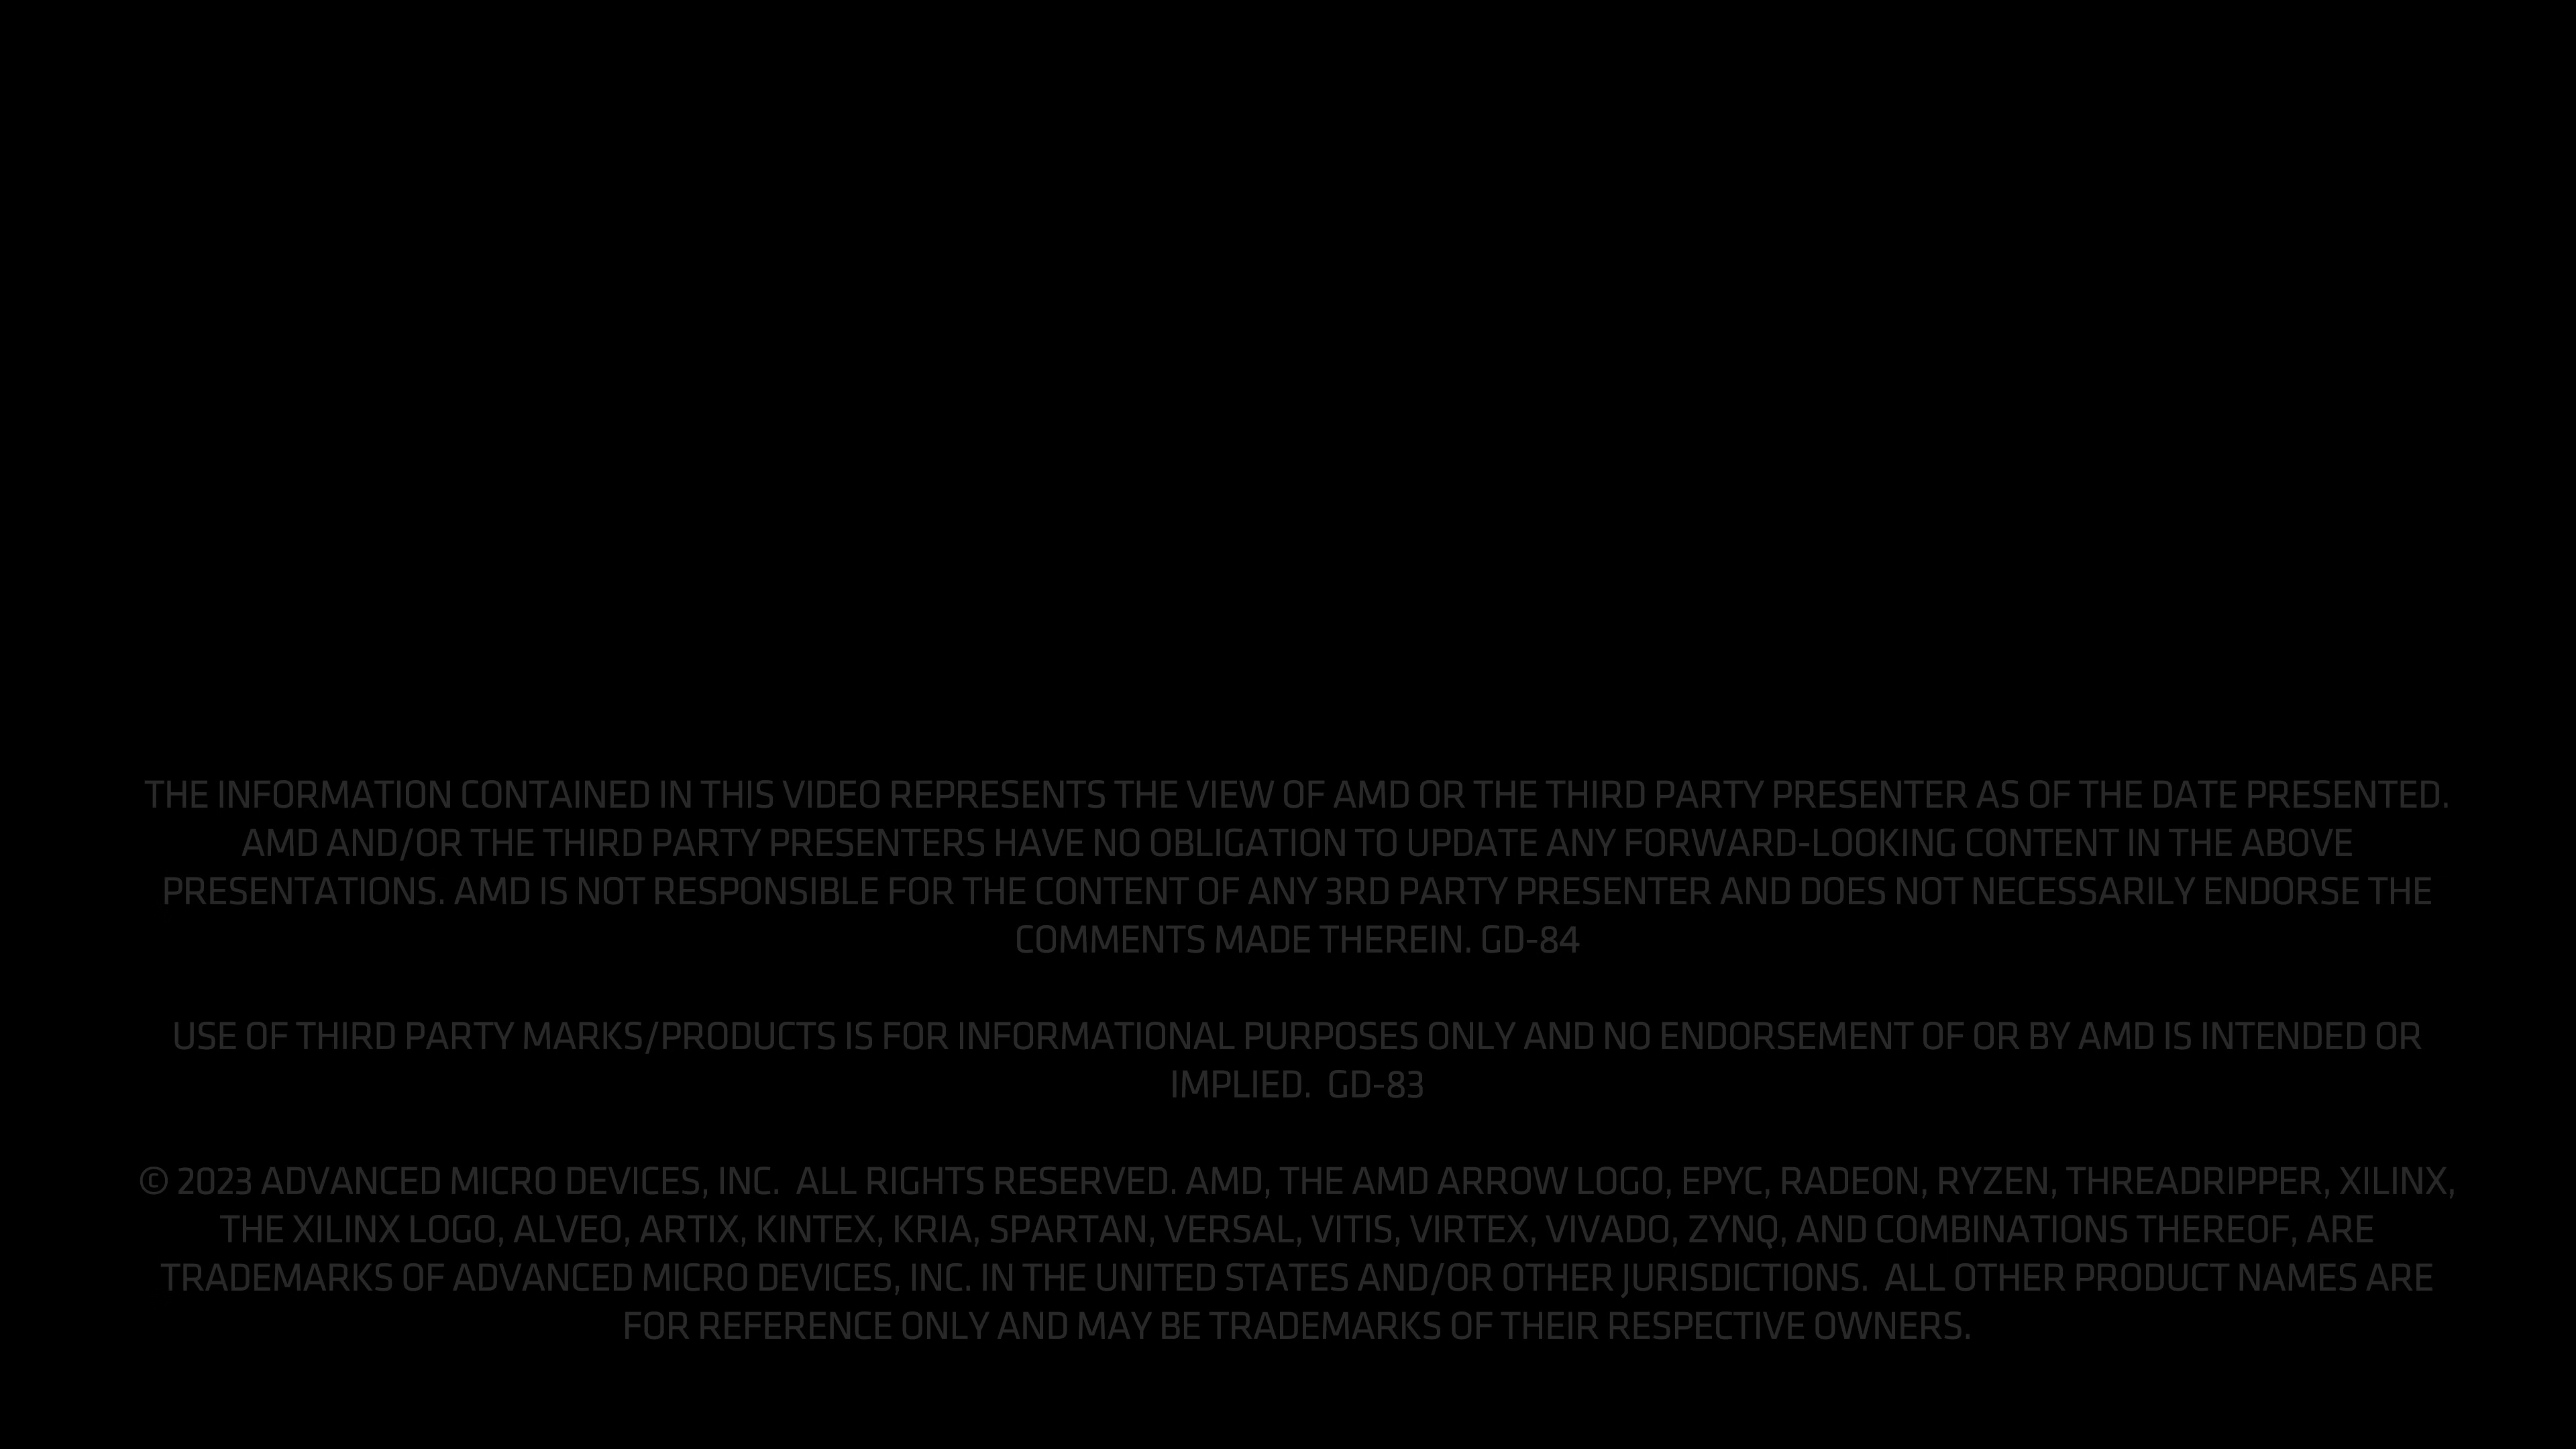 THE INFORMATION CONTAINED IN THIS VIDEO REPRESENTS THE VIEW OF AMD OR THE THIRD PARTY PRESENTER AS OF THE DATE PRESENTED.
AMD AND/OR THE THIRD PARTY PRESENTERS HAVE NO OBLIGATION TO UPDATE ANY FORWARD-LOOKING CONTENT IN THE ABOVE
PRESENTATIONS. AMD IS NOT RESPONSIBLE FOR THE CONTENT OF ANY 3RD PARTY PRESENTER AND DOES NOT NECESSARILY ENDORSE THE
COMMENTS MADE THEREIN. GD-84
USE OF THIRD PARTY MARKS/PRODUCTS IS FOR INFORMATIONAL PURPOSES ONLY AND NO ENDORSEMENT OF OR BY AMD IS INTENDED OR
IMPLIED.  GD-83
© 2023 ADVANCED MICRO DEVICES, INC.  ALL RIGHTS RESERVED. AMD, THE AMD ARROW LOGO, EPYC, RADEON, RYZEN, THREADRIPPER, XILINX,
THE XILINX LOGO, ALVEO, ARTIX, KINTEX, KRIA, SPARTAN, VERSAL, VITIS, VIRTEX, VIVADO, ZYNQ, AND COMBINATIONS THEREOF, ARE
TRADEMARKS OF ADVANCED MICRO DEVICES, INC. IN THE UNITED STATES AND/OR OTHER JURISDICTIONS.  ALL OTHER PRODUCT NAMES ARE
FOR REFERENCE ONLY AND MAY BE TRADEMARKS OF THEIR RESPECTIVE OWNERS.